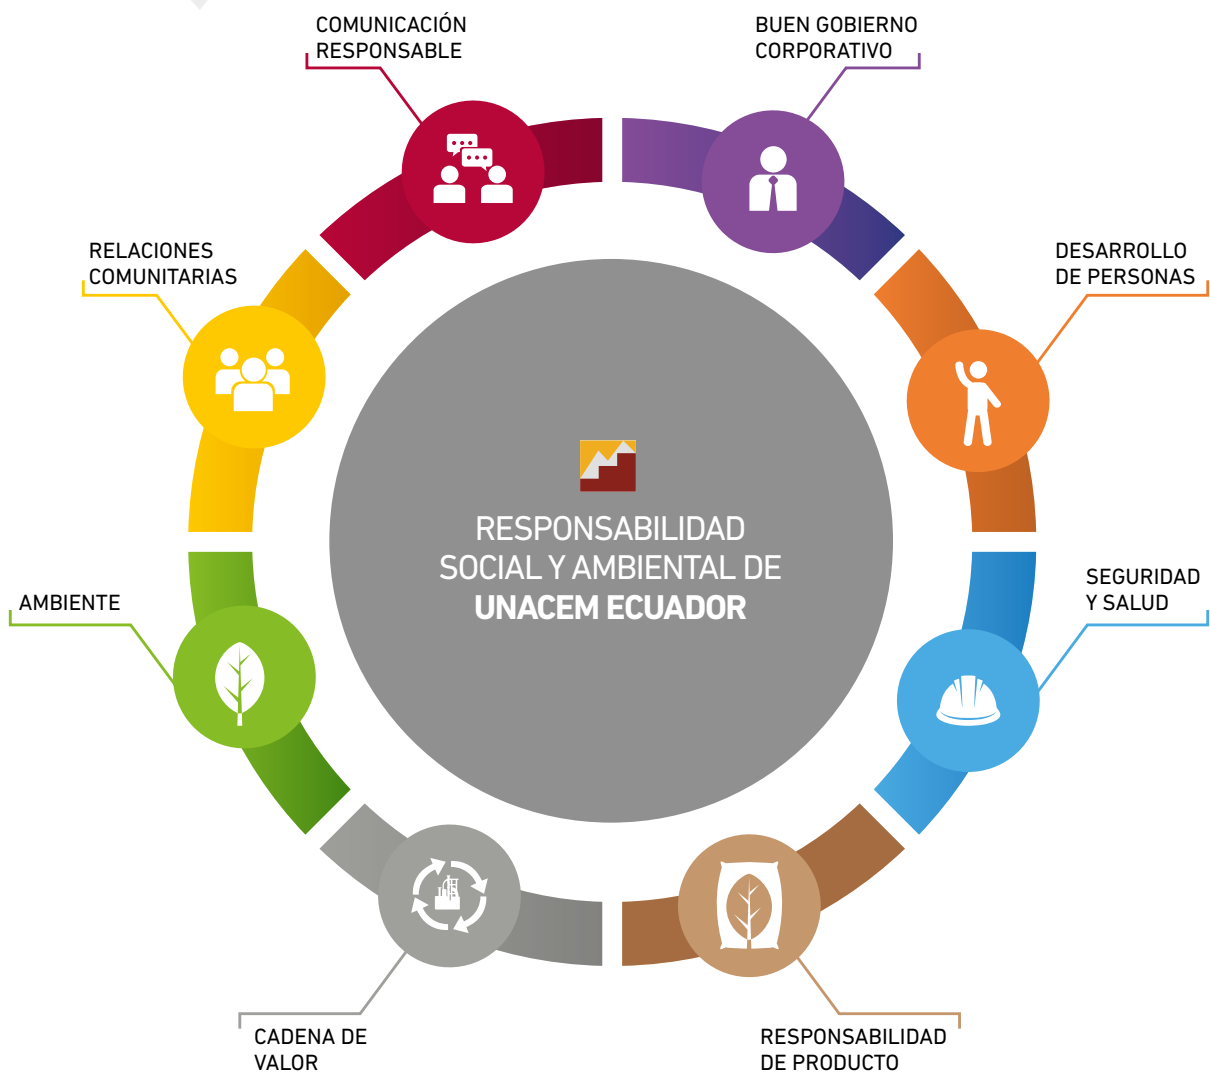 COMUNICACIÓN
RESPONSABLE
BUEN GOBIERNO
CORPORATIVO
RELACIONES
COMUNITARIAS
DESARROLLO
DE PERSONAS
RESPONSABILIDAD
SOCIAL Y AMBIENTAL DE
UNACEM ECUADOR
AMBIENTE
SEGURIDAD
Y SALUD
CADENA DE
VALOR
RESPONSABILIDAD
DE PRODUCTO